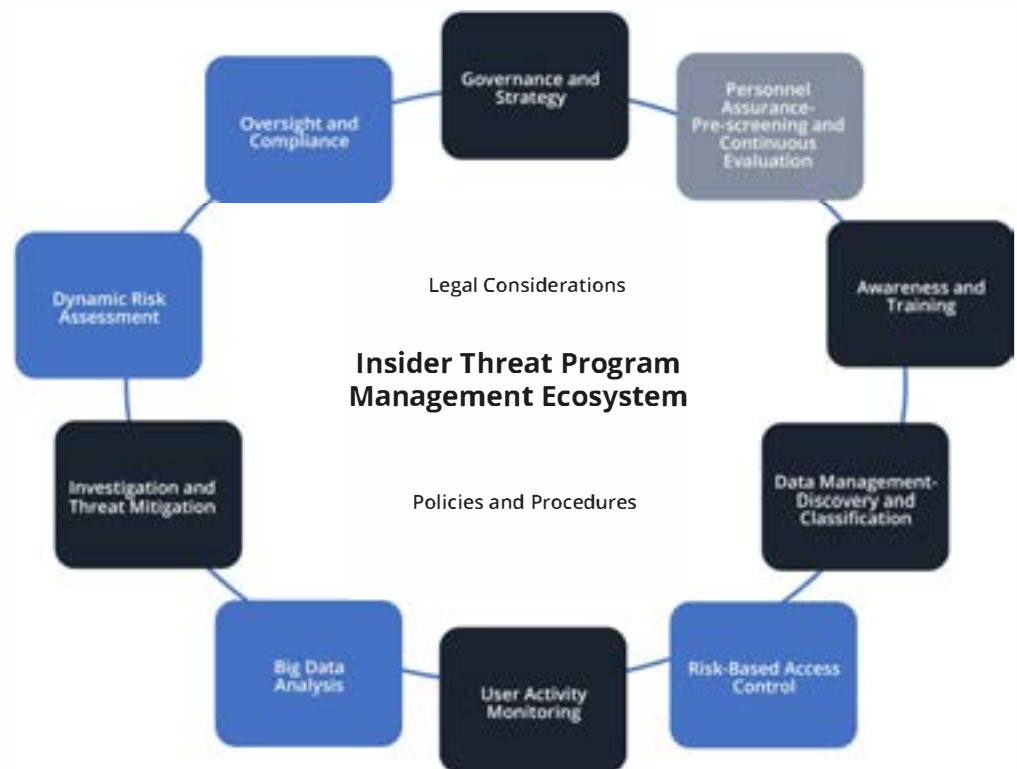 Governance and
Strategy
Personnel
Assurance-
Pre-screening and
Continuous
Evaluation
Awareness and
Training
Data Management-
Discovery and
Classification
Risk-Based Access
Control
User Activity
Monitoring
Big Data
Analysis
Investigation and
Threat Mitigation
Dynamic Risk
Assessment
Oversight and
Compliance
Legal Considerations
Insider Threat Program
Management Ecosystem
Policies and Procedures